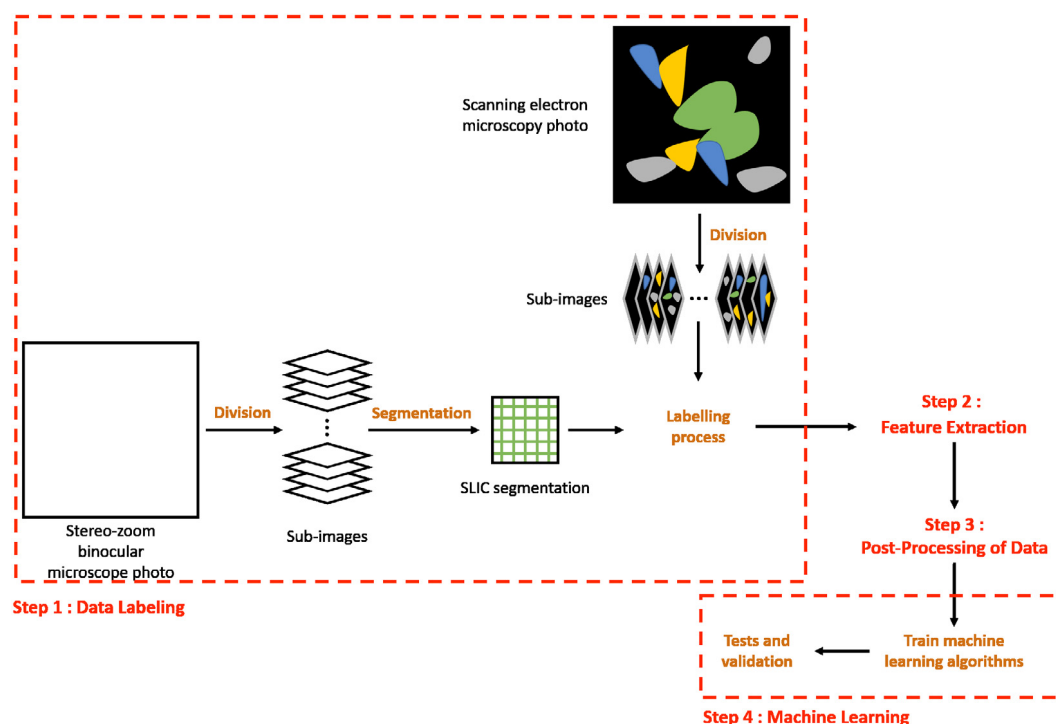 Scanning electron
microscopy photo
Division
Sub-images
Division
Segmentation
Labelling
process
Step 2 :
Feature Extraction
SLIC segmentation
Stereo-zoom
binocular
microscope photo
Sub-images
Step 3 :
Post-Processing of Data
Step 1 : Data Labeling
Tests and
validation
Train machine
learning algorithms
Step 4 : Machine Learning